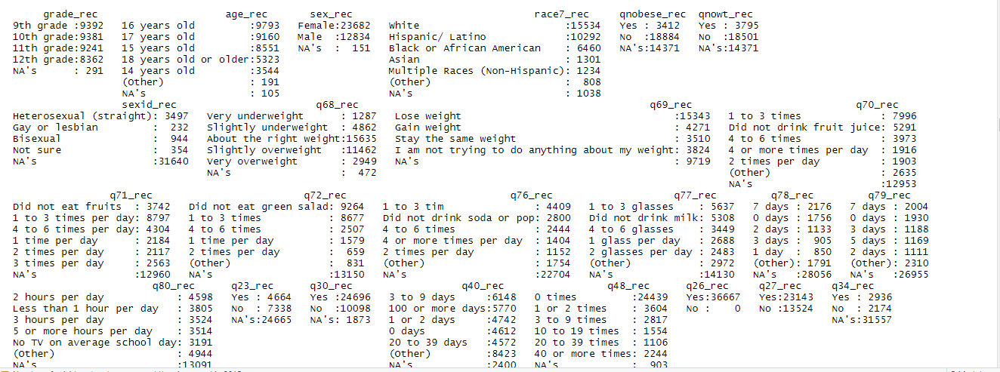 grade_rec age_rec sex_rec race7_rec qnobese_rec qnowt_rec
9th grade :9392 16 years old :9793 Female:23682 White :15534 Yes : 3412 Yes : 3795
10th grade:9381 17 years old :9160 Male :12834 Hispanic/ Latino :10292 No :18884 No :18501
11th grade:9241 15 years old :8551 NA's : 151 Black or African American : 6460 NA's:14371 NA's:14371
12th grade:8362 18 years old or older:5323 Asian : 1301
NA's : 291 14 years old :3544 Multiple Races (Non-Hispanic): 1234
(Other) : 191 (Other) : 808
NA's : 105 NA's : 1038
sexid_rec q68_rec q69_rec q70_rec
Heterosexual (straight): 3497 Very underweight : 1287 Lose weight :15343 1 to 3 times : 7996
Gay or lesbian : 232 Slightly underweight : 4862 Gain weight : 4271 Did not drink fruit juice: 5291
Bisexual : 944 About the right weight:15635 Stay the same weight : 3510 4 to 6 times : 3973
Not sure : 354 Slightly overweight :11462 I am not trying to do anything about my weight: 3824 4 or more times per day : 1916
NA's :31640 Very overweight : 2949 NA's : 9719 2 times per day : 1903
NA's : 472 (Other) : 2635
NA's :12953
q71_rec q72_rec q76_rec q77_rec q78_rec q79_rec
Did not eat fruits : 3742 Did not eat green salad: 9264 1 to 3 tim : 4409 1 to 3 glasses : 5637 7 days : 2176 7 days : 2004
1 to 3 times per day: 8797 1 to 3 times : 8677 Did not drink soda or pop: 2800 Did not drink milk: 5308 0 days : 1756 0 days : 1930
4 to 6 times per day: 4304 4 to 6 times : 2507 4 to 6 times : 2444 4 to 6 glasses : 3449 2 days : 1133 3 days : 1188
1 time per day : 2184 1 time per day : 1579 4 or more times per day : 1404 1 glass per day : 2688 3 days : 905 5 days : 1169
2 times per day : 2117 2 times per day : 659 2 times per day : 1152 2 glasses per day : 2483 1 day : 850 2 days : 1111
3 times per day : 2563 (Other) : 831 (Other) : 1754 (Other) : 2972 (Other): 1791 (Other): 2310
NA's :12960 NA's :13150 NA's :22704 NA's :14130 NA's :28056 NA's :26955
q80_rec q23_rec q30_rec q40_rec q48_rec q26_rec q27_rec q34_rec
2 hours per day : 4598 Yes : 4664 Yes :24696 3 to 9 days :6148 0 times :24439 Yes:36667 Yes:23143 Yes : 2936
Less than 1 hour per day : 3805 No : 7338 No :10098 100 or more days:5770 1 or 2 times : 3604 No : 0 No :13524 No : 2174
3 hours per day : 3524 NA's:24665 NA's: 1873 1 or 2 days :4742 3 to 9 times : 2817 NA's:31557
5 or more hours per day : 3514 0 days :4612 10 to 19 times : 1554
No TV on average school day: 3191 20 to 39 days :4572 20 to 39 times : 1106
(Other) : 4944 (Other) :8423 40 or more times: 2244
NA's :13091 NA's :2400 NA's : 903